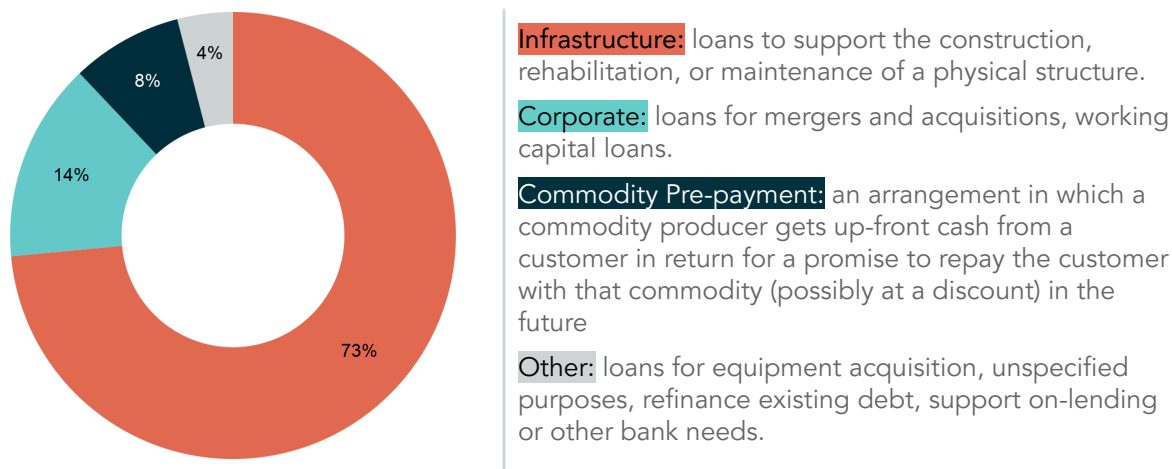 4%
8%
14%
73%
Infrastructure: loans to support the construction,
rehabilitation, or maintenance of a physical structure.
Corporate: loans for mergers and acquisitions, working
capital loans.
Commodity Pre-payment: an arrangement in which a
commodity producer gets up-front cash from a
customer in return for a promise to repay the customer
with that commodity (possibly at a discount) in the
future
Other: loans for equipment acquisition, unspecified
purposes, refinance existing debt, support on-lending
or other bank needs.